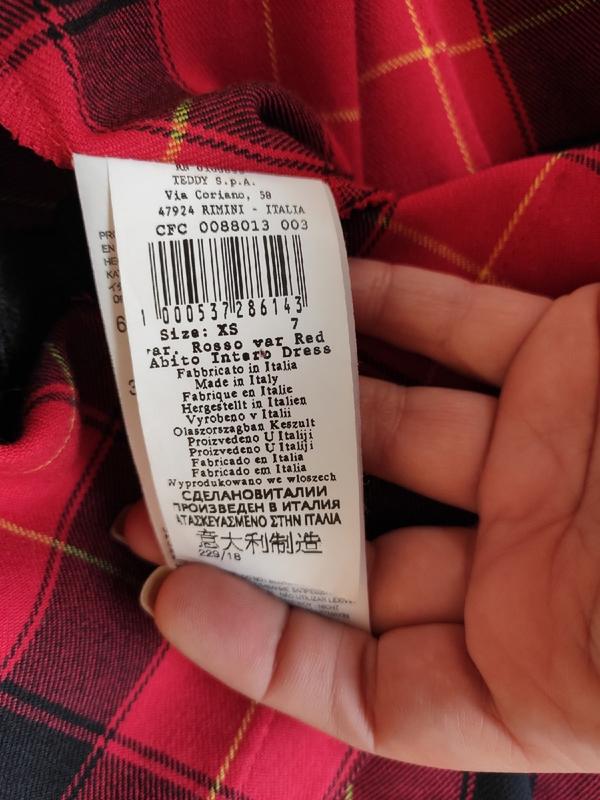 TEDDY S.p.A.
Via Coriano, 58
47924 RIMINI - ITALIA
CFC 0088013 003
1 000537 286143
Size: XS 7
var. Rosso var Red
Abito Intero Dress
Fabbricato in Italia
Made in Italy
Fabrique en Italie
Hergestellt in Italien
Vyrobeno v Italii
Olaszorszagban Keszult
Proizvedeno U Italiji
Proizvedeno U Italiji
Fabricado en Italia
Fabricado em Italia
Wyprodukowano we wloszech
СДЕЛАНОВИТАЛИИ
ПРОИЗВЕДЕН В ИТАЛИЯ
ΑΤΑΣΚΕΥΑΣΜΕΝΟ ΣΤΗΝ ΙΤΑΛΙΑ
意大利制造
229/18